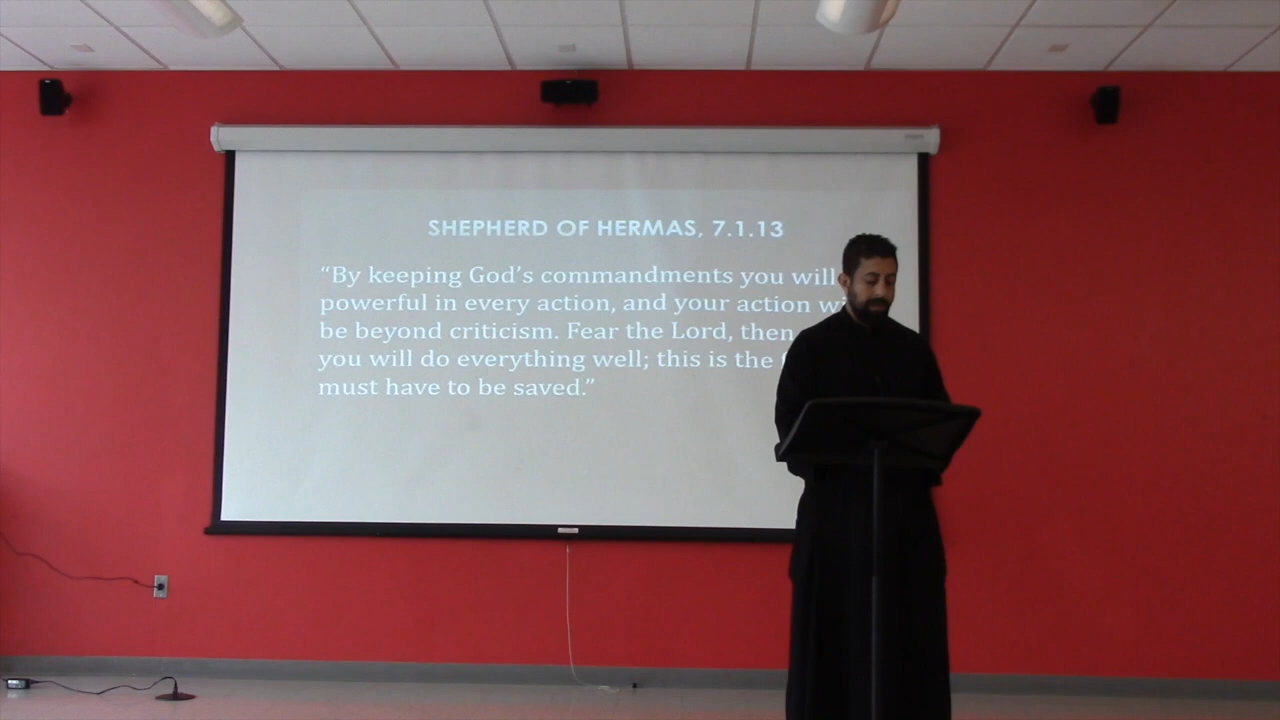 SHEPHERD OF HERMAS, 7.1.13
“By keeping God’s commandments you will
powerful in every action, and your action
be beyond criticism. Fear the Lord, then
you will do everything well; this is the
must have to be saved.”